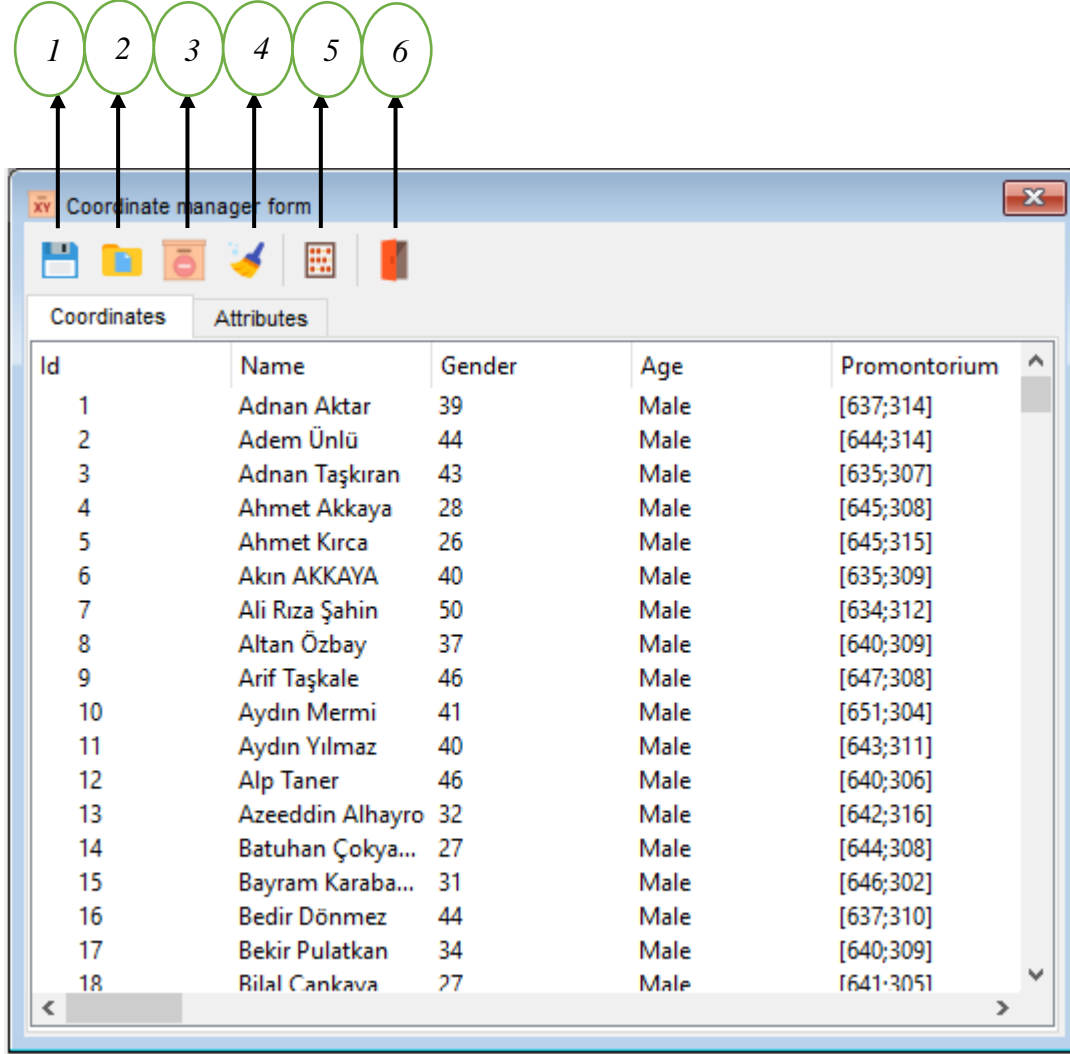 1 2 3 4 5 6
XY Coordinate manager form
Coordinates Attributes
Id Name Gender Age Promontorium
1 Adnan Aktar 39 Male [637;314]
2 Adem Ünlü 44 Male [644;314]
3 Adnan Taşkıran 43 Male [635;307]
4 Ahmet Akkaya 28 Male [645;308]
5 Ahmet Kırca 26 Male [645;315]
6 Akın AKKAYA 40 Male [635;309]
7 Ali Rıza Şahin 50 Male [634;312]
8 Altan Özbay 37 Male [640;309]
9 Arif Taşkale 46 Male [647;308]
10 Aydın Mermi 41 Male [651;304]
11 Aydın Yılmaz 40 Male [643;311]
12 Alp Taner 46 Male [640;306]
13 Azeeddin Alhayro 32 Male [642;316]
14 Batuhan Çokya... 27 Male [644;308]
15 Bayram Karaba... 31 Male [646;302]
16 Bedir Dönmez 44 Male [637;310]
17 Bekir Pulatkan 34 Male [640;309]
18 Bilal Cankaya 27 Male [641;305]